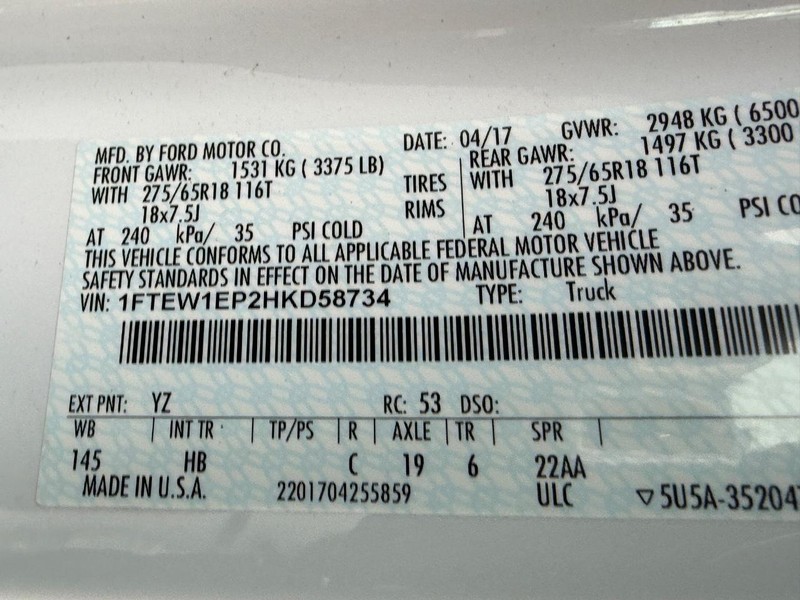 MFD. BY FORD MOTOR CO. DATE: 04/17 GVWR: 2948 KG ( 6500
FRONT GAWR: 1531 KG ( 3375 LB) REAR GAWR: 1497 KG ( 3300
WITH 275/65R18 116T TIRES WITH 275/65R18 116T
18x7.5J RIMS 18x7.5J
AT 240 kPa/ 35 PSI COLD AT 240 kPa/ 35 PSI CO
THIS VEHICLE CONFORMS TO ALL APPLICABLE FEDERAL MOTOR VEHICLE
SAFETY STANDARDS IN EFFECT ON THE DATE OF MANUFACTURE SHOWN ABOVE.
VIN: 1FTEW1EP2HKD58734 TYPE: Truck
EXT PNT: YZ RC: 53 DSO:
WB INT TR TP/PS R AXLE TR SPR
145 HB C 19 6 22AA
MADE IN U.S.A. 2201704255859 ULC 5U5A-35204